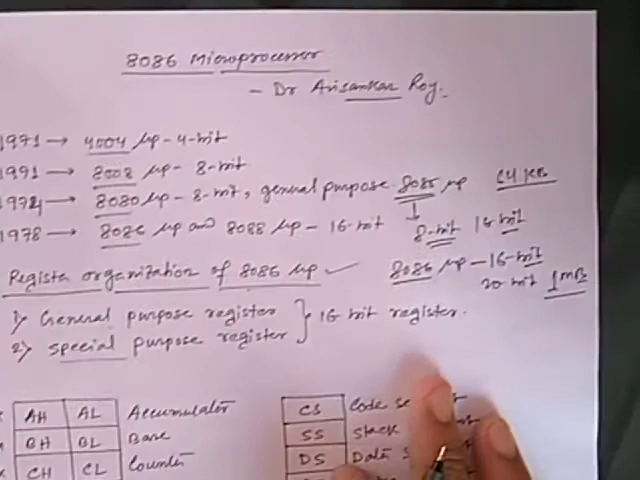 8086 Microprocessor
- Dr Arisankar Roy.
1971 → 4004 μp - 4-bit
1991 → 8008 μp - 8-bit
1974 → 8080 μp - 8-bit, general purpose 8085 μp 64 KB
1978 → 8086 μp and 8088 μp - 16-bit ↓ 8-bit 16 bit
Register organization of 8086 μp ✓ 8086 μp - 16-bit
20 bit 1MB
1) General purpose register
2) special purpose register } 16 bit register.
AH AL Accumulator CS Code
BH BL Base SS Stack
CH CL Counter DS Data